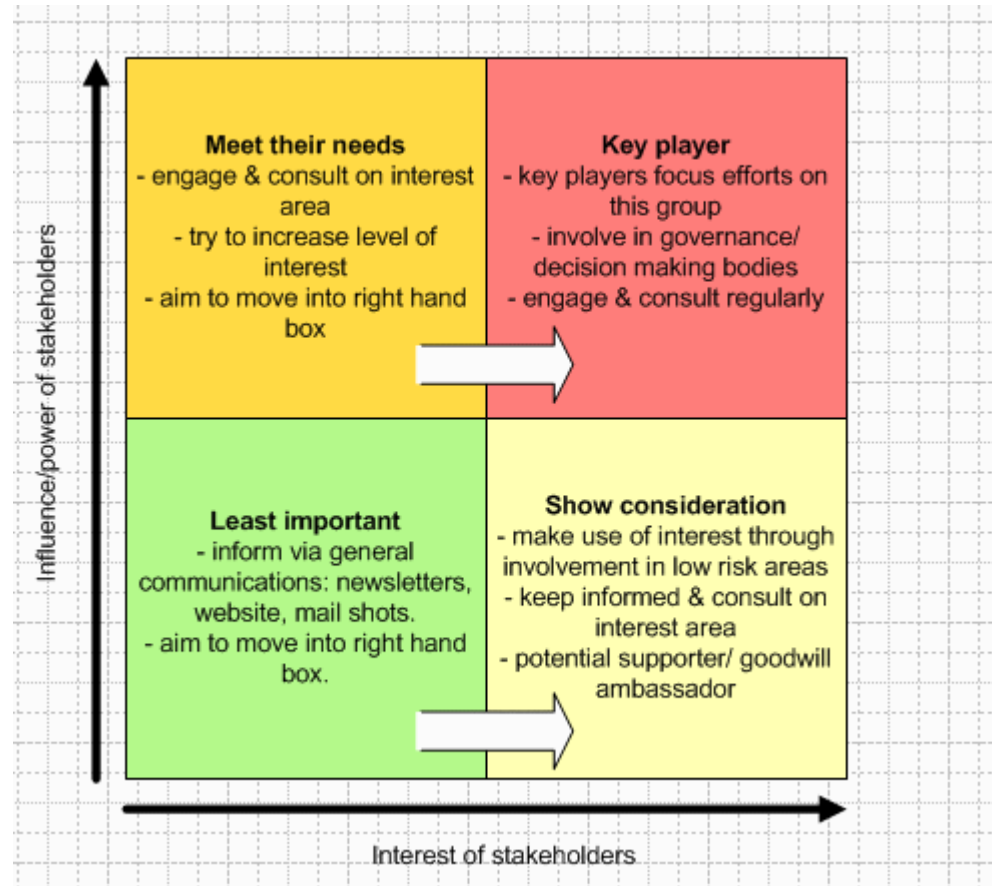 Influence/power of stakeholders
Meet their needs
- engage & consult on interest
area
- try to increase level of
interest
- aim to move into right hand
box
Key player
- key players focus efforts on
this group
- involve in governance/
decision making bodies
- engage & consult regularly
Least important
- inform via general
communications: newsletters,
website, mail shots.
- aim to move into right hand
box.
Show consideration
- make use of interest through
involvement in low risk areas
- keep informed & consult on
interest area
- potential supporter/ goodwill
ambassador
Interest of stakeholders